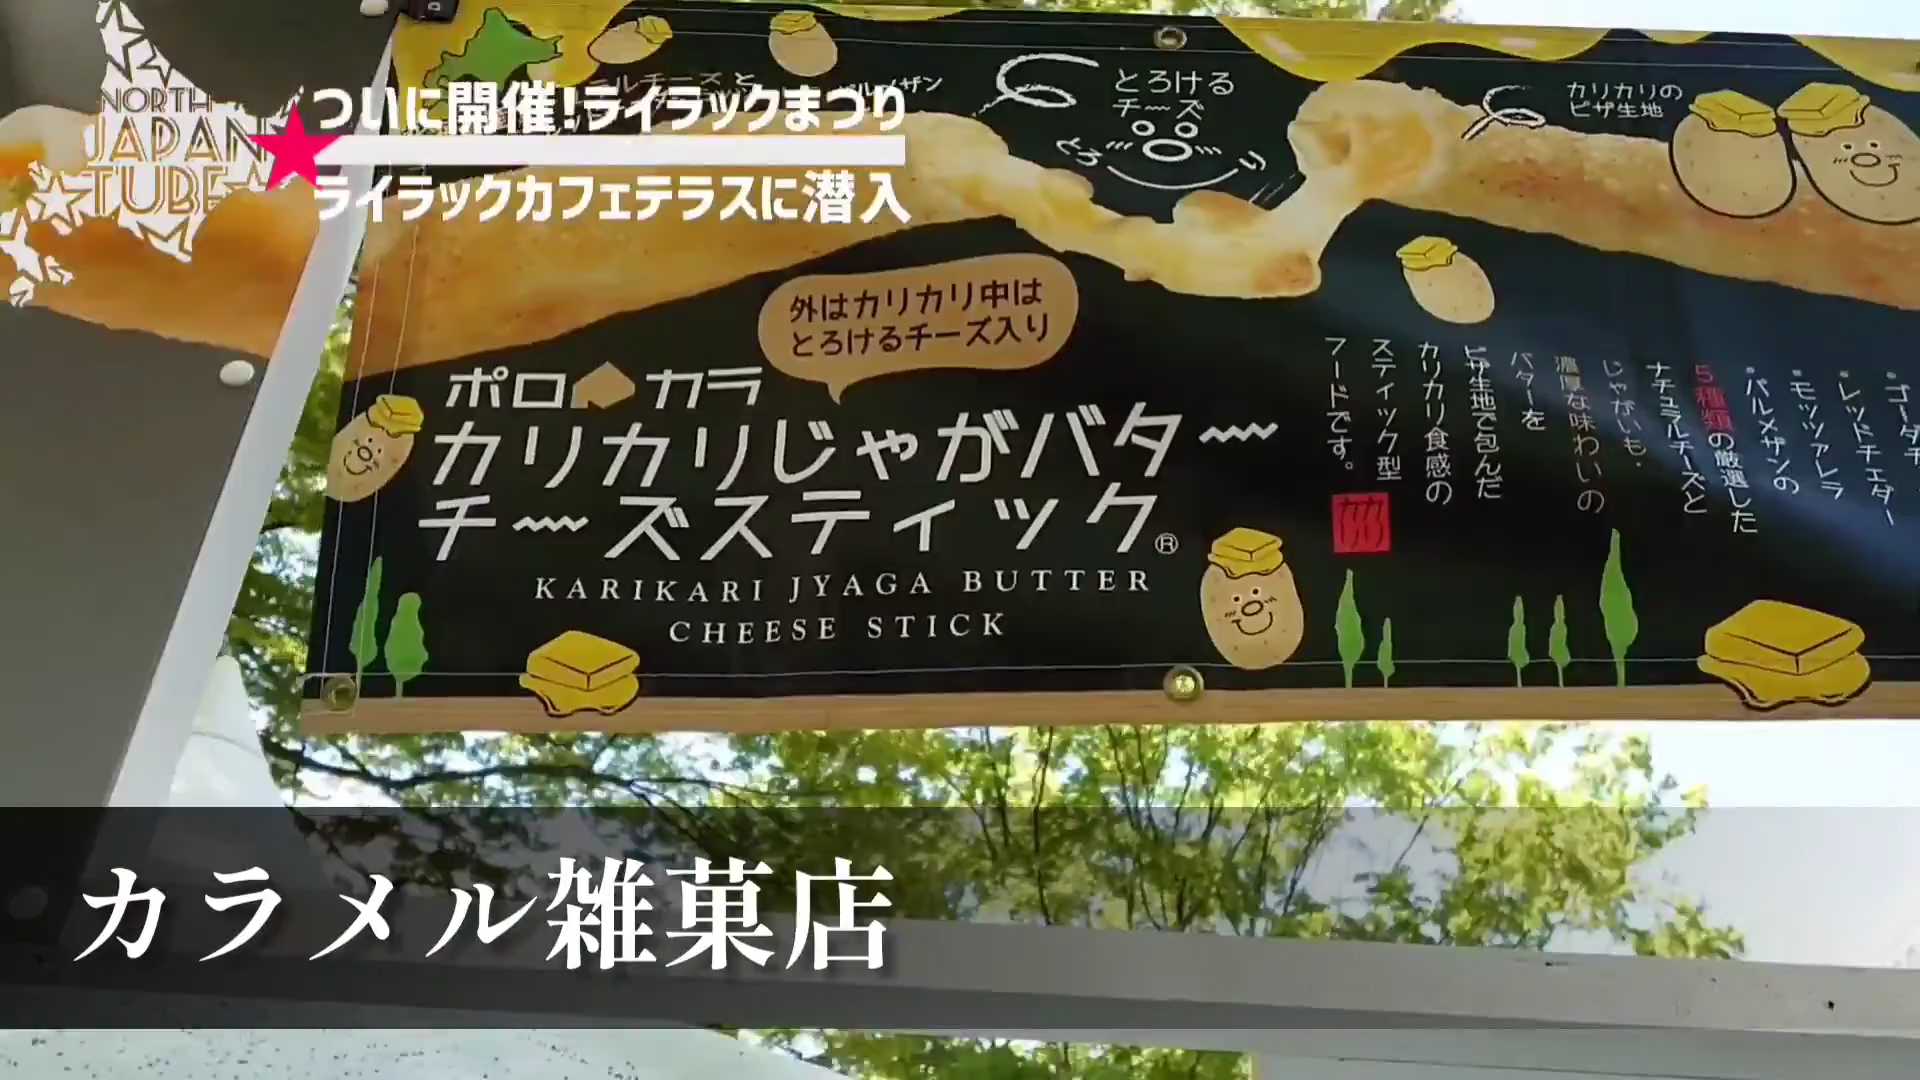 NORTH
JAPAN
TUBE
ついに開催!ライラックまつり
ライラックカフェテラスに潜入
とろける
チーズ
とろ
カリカリの
ピザ生地
外はカリカリ中は
とろけるチーズ入り
ポロ カラ
カリカリじゃがバター
チーズスティック®
KARIKARI JYAGA BUTTER
CHEESE STICK
ゴーダチ
レッドチェダー
モッツァレラ
パルメザンの
5種類の厳選した
ナチュラルチーズと
じゃがいも・
濃厚な味わいの
バターを
ピザ生地で包んだ
カリカリ食感の
スティック型
フードです。
カラメル雑菓店